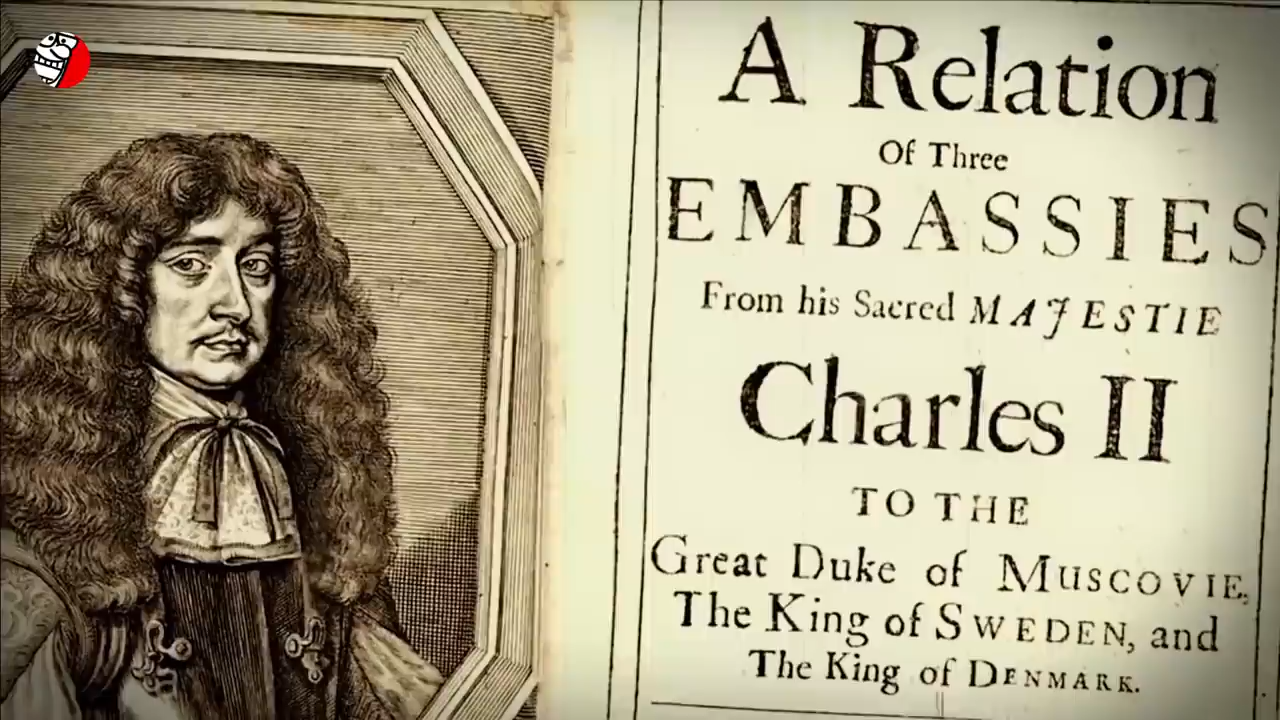 A Relation
Of Three
EMBASSIES
From his Sacred MAJESTIE
Charles II
TO THE
Great Duke of MUSCOVIE,
The King of SWEDEN, and
The King of DENMARK.